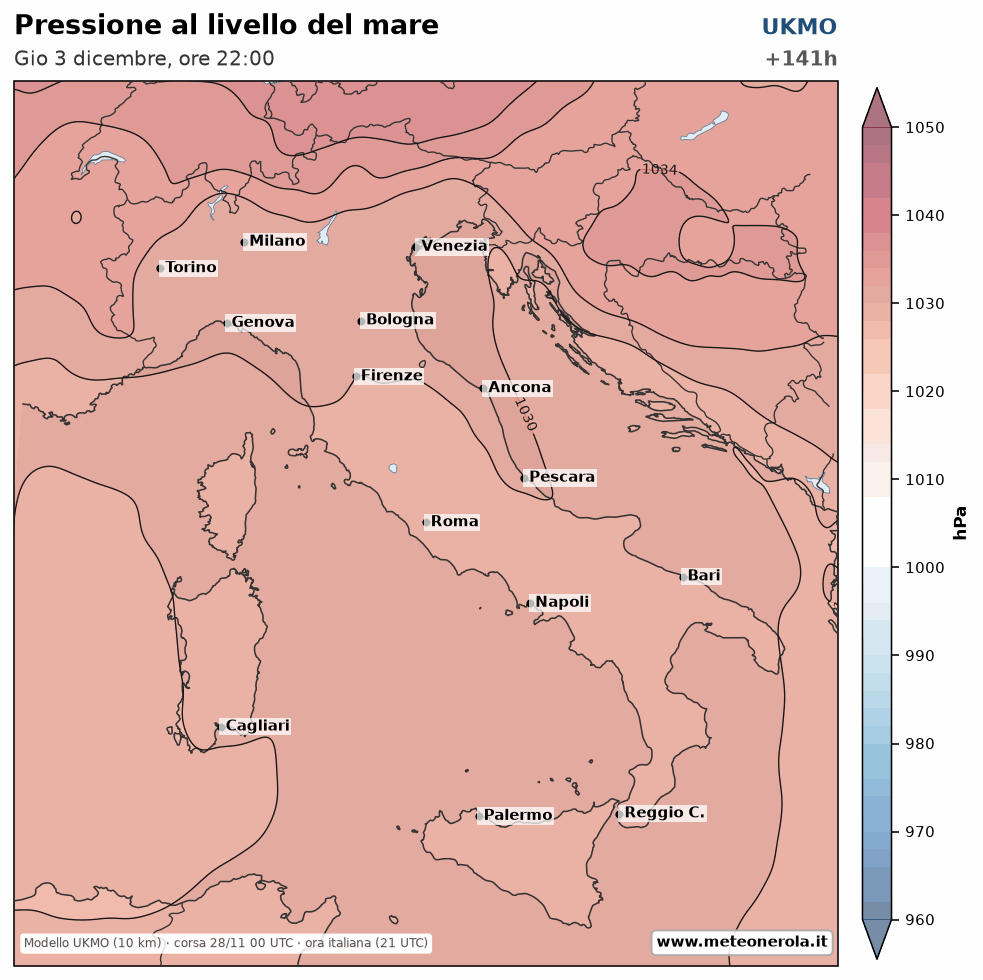 Pressione al livello del mare
UKMO
Gio 3 dicembre, ore 22:00
+141h
1034
Milano
Venezia
Torino
Genova
Bologna
Firenze
Ancona
1030
Pescara
Roma
Bari
Napoli
Cagliari
Palermo
Reggio C.
1050
1040
1030
1020
1010
1000
990
980
970
960
hPa
Modello UKMO (10 km) · corsa 28/11 00 UTC · ora italiana (21 UTC)
www.meteonerola.it